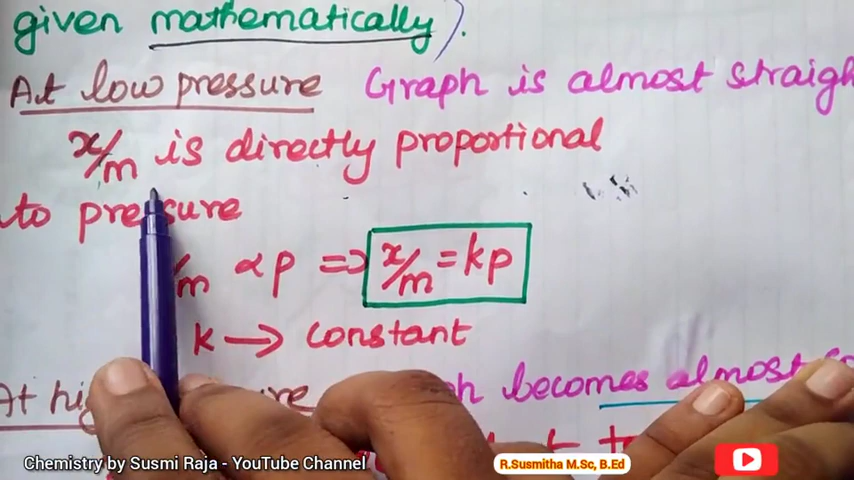 given mathematically).
At low pressure Graph is almost
x/m is directly proportional
to pressure
/m ∝ p => x/m = kp
k → constant
At becomes almost
Chemistry by Susmi Raja - YouTube Channel
R.Susmitha M.Sc, B.Ed